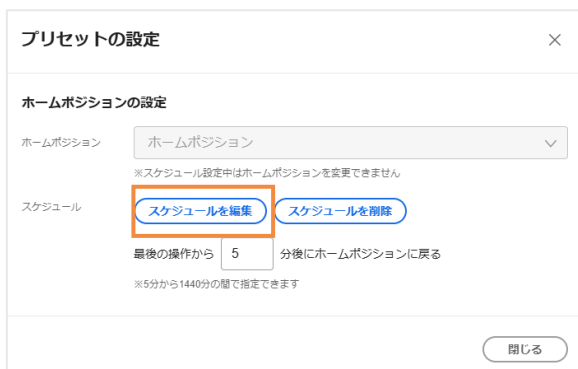 プリセットの設定
ホームポジションの設定
ホームポジション ホームポジション
※スケジュール設定中はホームポジションを変更できません
スケジュール スケジュールを編集 スケジュールを削除
最後の操作から 5 分後にホームポジションに戻る
※5分から1440分の間で指定できます
閉じる